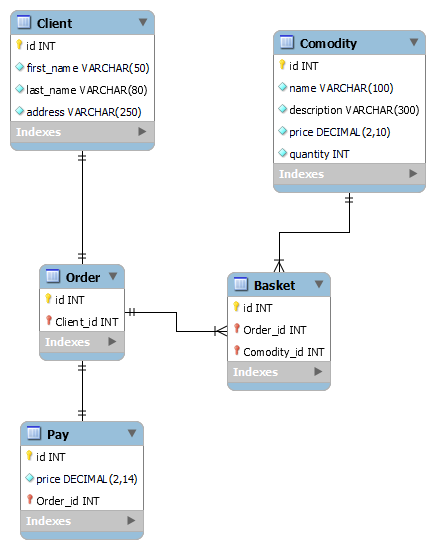 Client
id INT
first_name VARCHAR(50)
last_name VARCHAR(80)
address VARCHAR(250)
Indexes
Comodity
id INT
name VARCHAR(100)
description VARCHAR(300)
price DECIMAL(2,10)
quantity INT
Indexes
Order
id INT
Client_id INT
Indexes
Basket
id INT
Order_id INT
Comodity_id INT
Indexes
Pay
id INT
price DECIMAL(2,14)
Order_id INT
Indexes